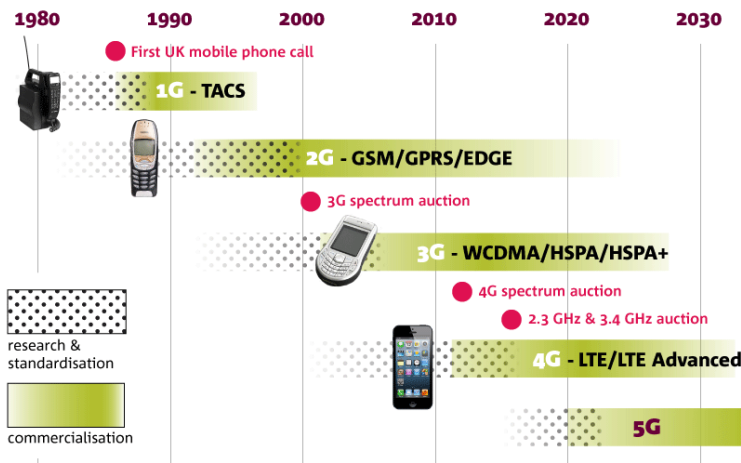 1980 1990 2000 2010 2020 2030
First UK mobile phone call
1G - TACS
2G - GSM/GPRS/EDGE
3G spectrum auction
3G - WCDMA/HSPA/HSPA+
4G spectrum auction
2.3 GHz & 3.4 GHz auction
research &
standardisation
4G - LTE/LTE Advanced
commercialisation
5G